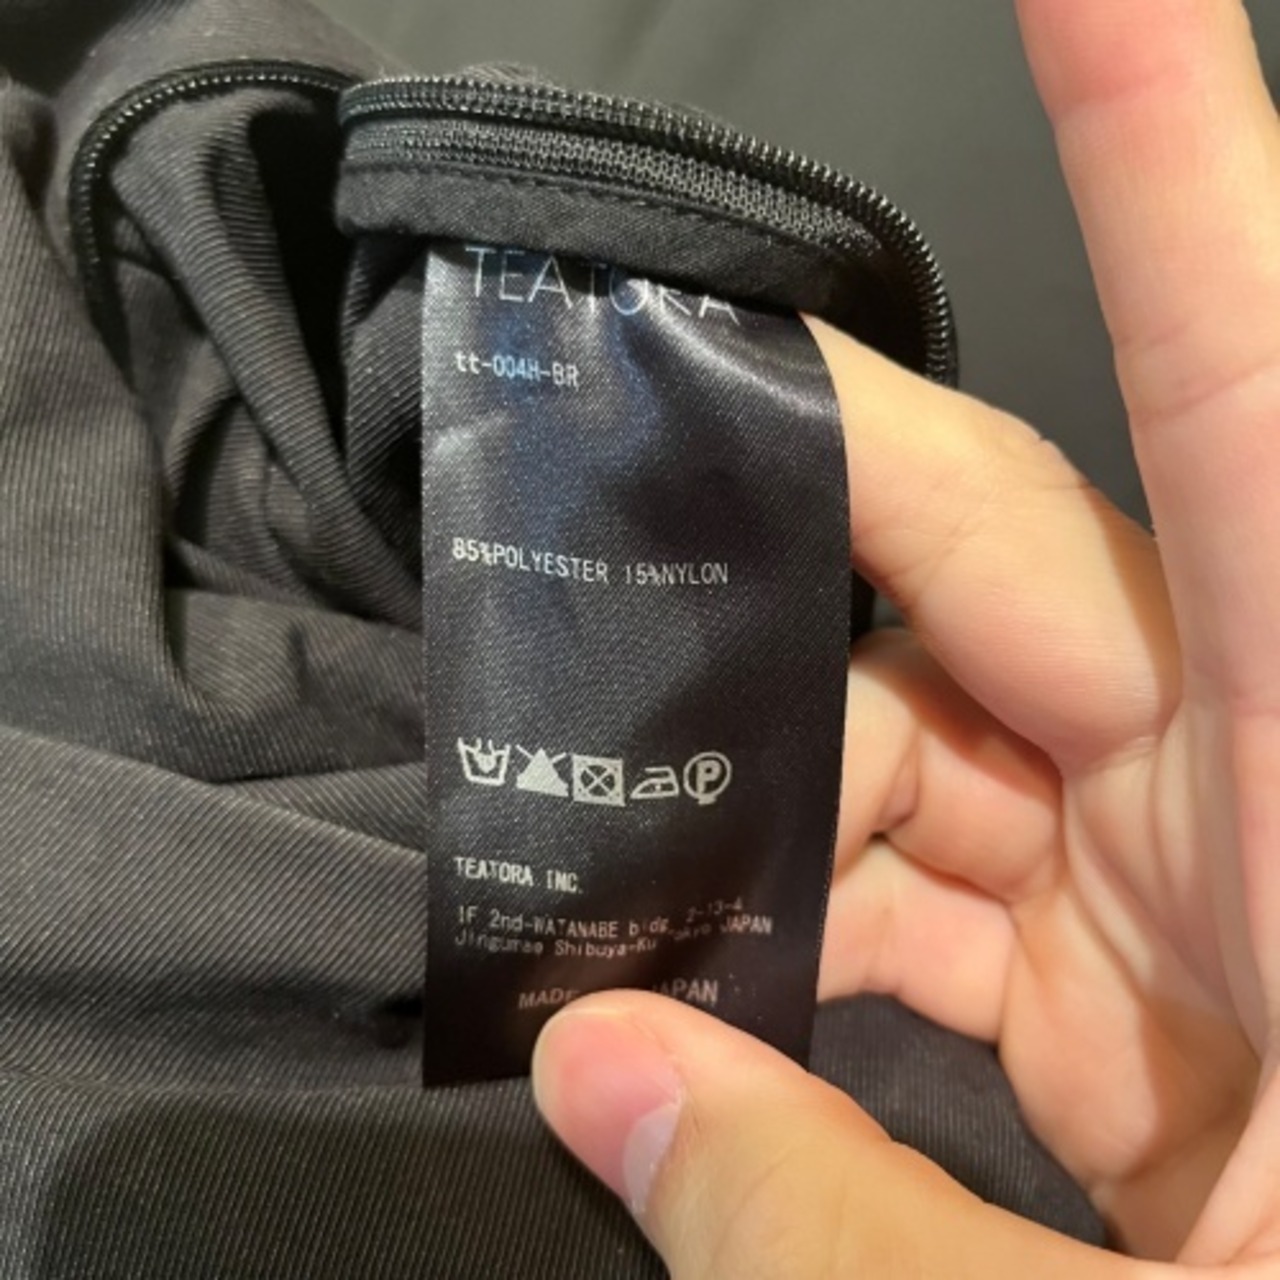 TEATORA
tt-004H-BR
85%POLYESTER 15%NYLON
P
TEATORA INC.
1F 2nd-WATANABE bldg. 2-13-4
Jingumae Shibuya-Ku Tokyo JAPAN
MADE JAPAN